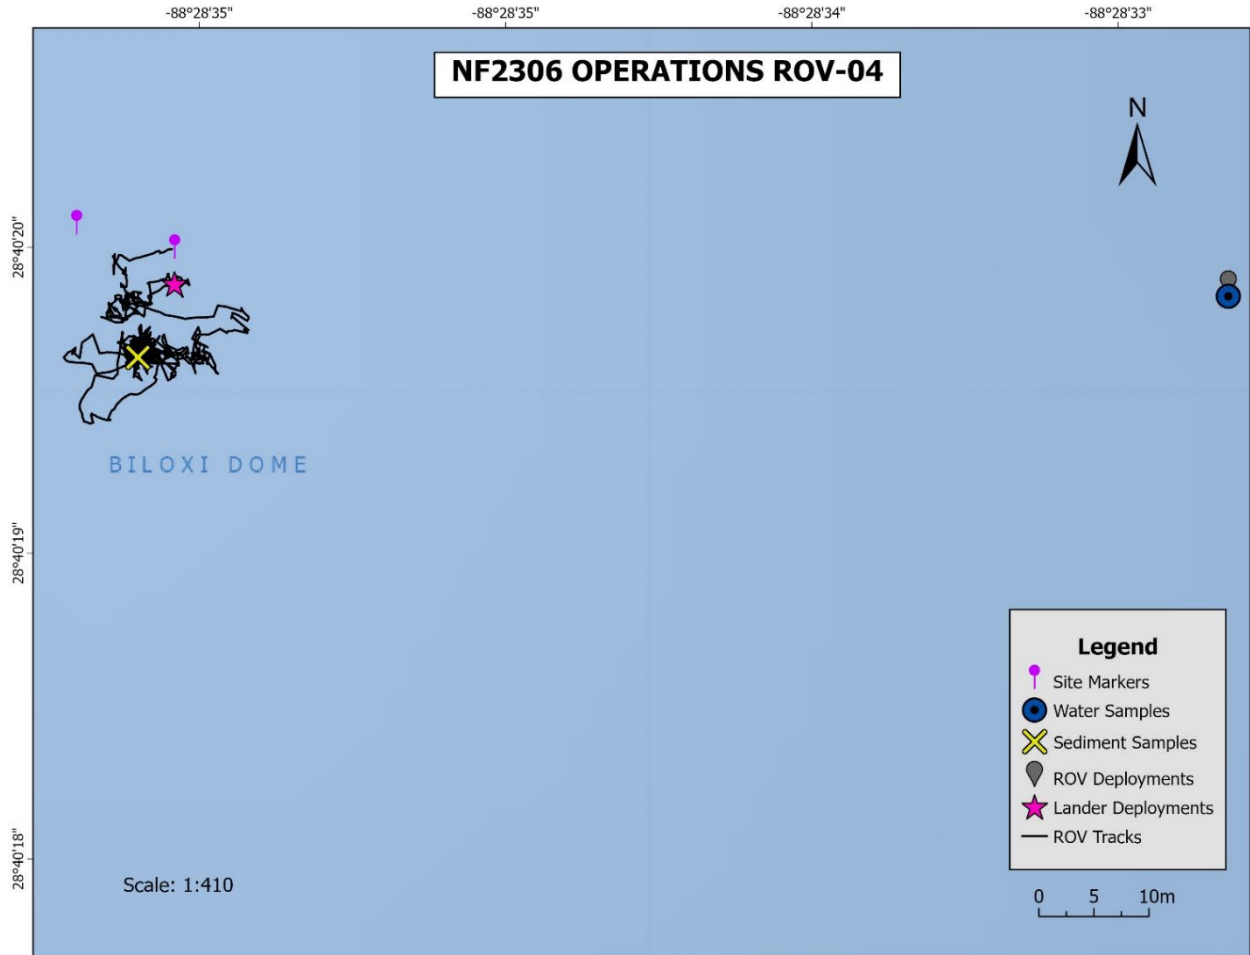 -88°28'35" -88°28'35" -88°28'34" -88°28'33"
NF2306 OPERATIONS ROV-04
N
28°40'20"
BILOXI DOME
28°40'19"
Legend
Site Markers
Water Samples
Sediment Samples
ROV Deployments
Lander Deployments
ROV Tracks
28°40'18"
Scale: 1:410
0 5 10m